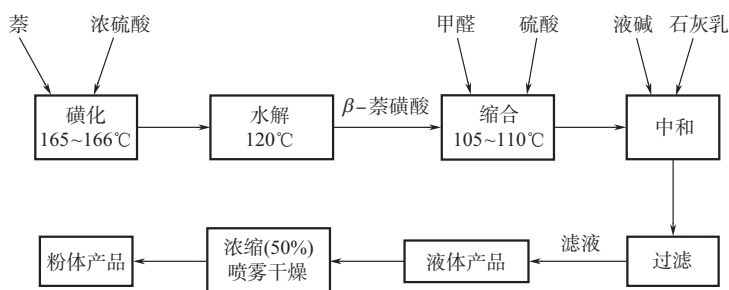 萘
浓硫酸
甲醛
硫酸
液碱
石灰乳
磺化
165~166℃
水解
120℃
β-萘磺酸
缩合
105~110℃
中和
粉体产品
浓缩(50%)
喷雾干燥
液体产品
滤液
过滤